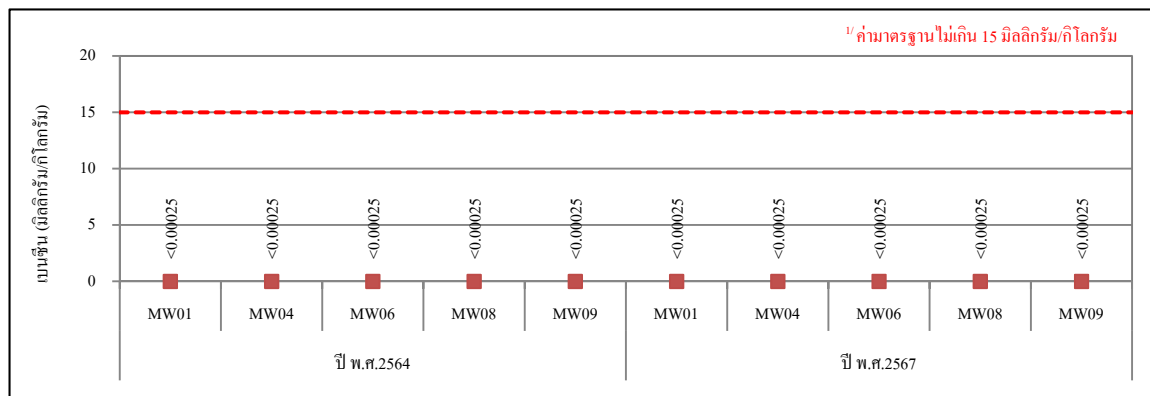 1/ ค่ามาตรฐานไม่เกิน 15 มิลลิกรัม/กิโลกรัม
เบนซีน (มิลลิกรัม/กิโลกรัม)
20
15
10
5
0
<0.00025 <0.00025 <0.00025 <0.00025 <0.00025 <0.00025 <0.00025 <0.00025 <0.00025 <0.00025
MW01 MW04 MW06 MW08 MW09 MW01 MW04 MW06 MW08 MW09
ปี พ.ศ.2564 ปี พ.ศ.2567